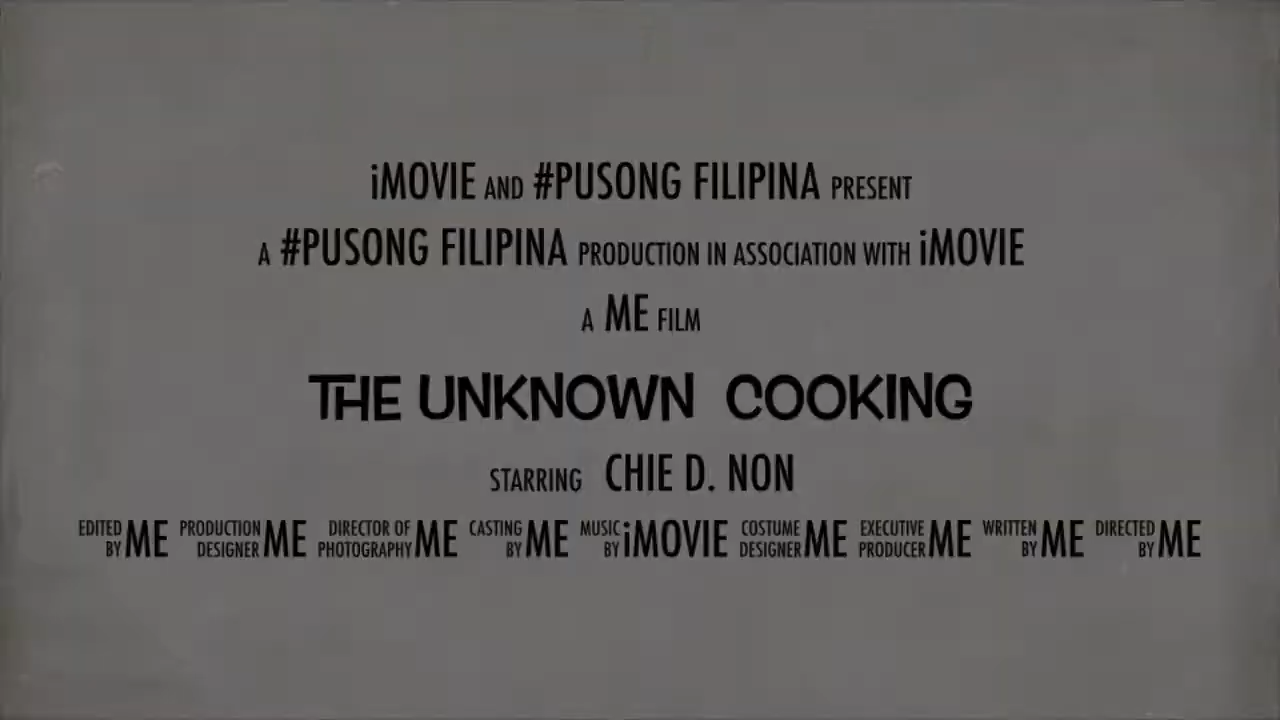 iMOVIE AND #PUSONG FILIPINA PRESENT
A #PUSONG FILIPINA PRODUCTION IN ASSOCIATION WITH iMOVIE
A ME FILM
THE UNKNOWN COOKING
STARRING CHIE D. NON
EDITED BY ME PRODUCTION DESIGNER ME DIRECTOR OF PHOTOGRAPHY ME CASTING BY ME MUSIC BY iMOVIE COSTUME DESIGNER ME EXECUTIVE PRODUCER ME WRITTEN BY ME DIRECTED BY ME